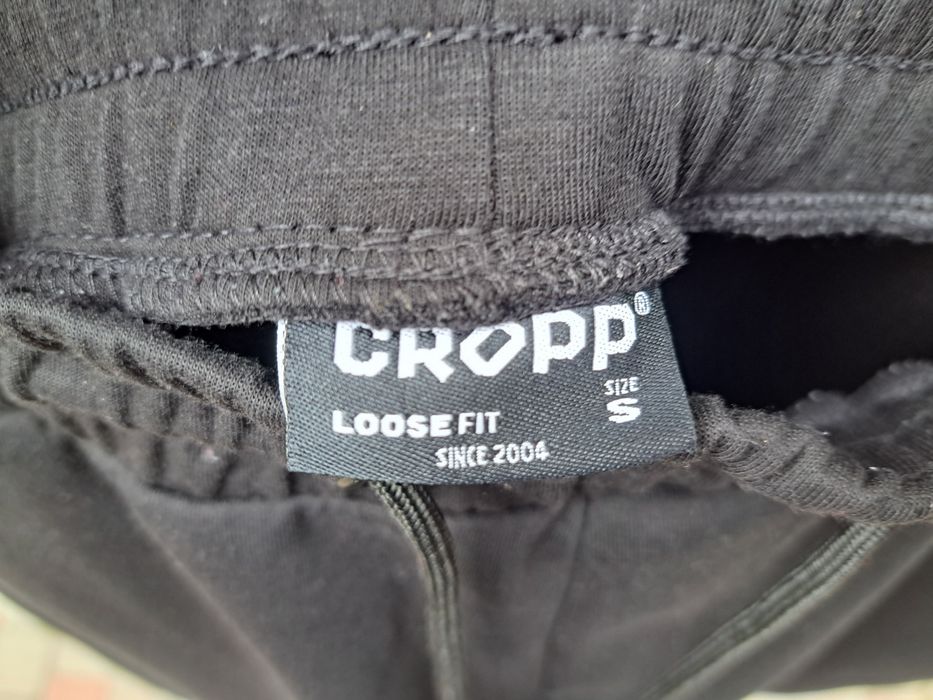 CROPP®
SIZE
S
LOOSE FIT
SINCE 2004